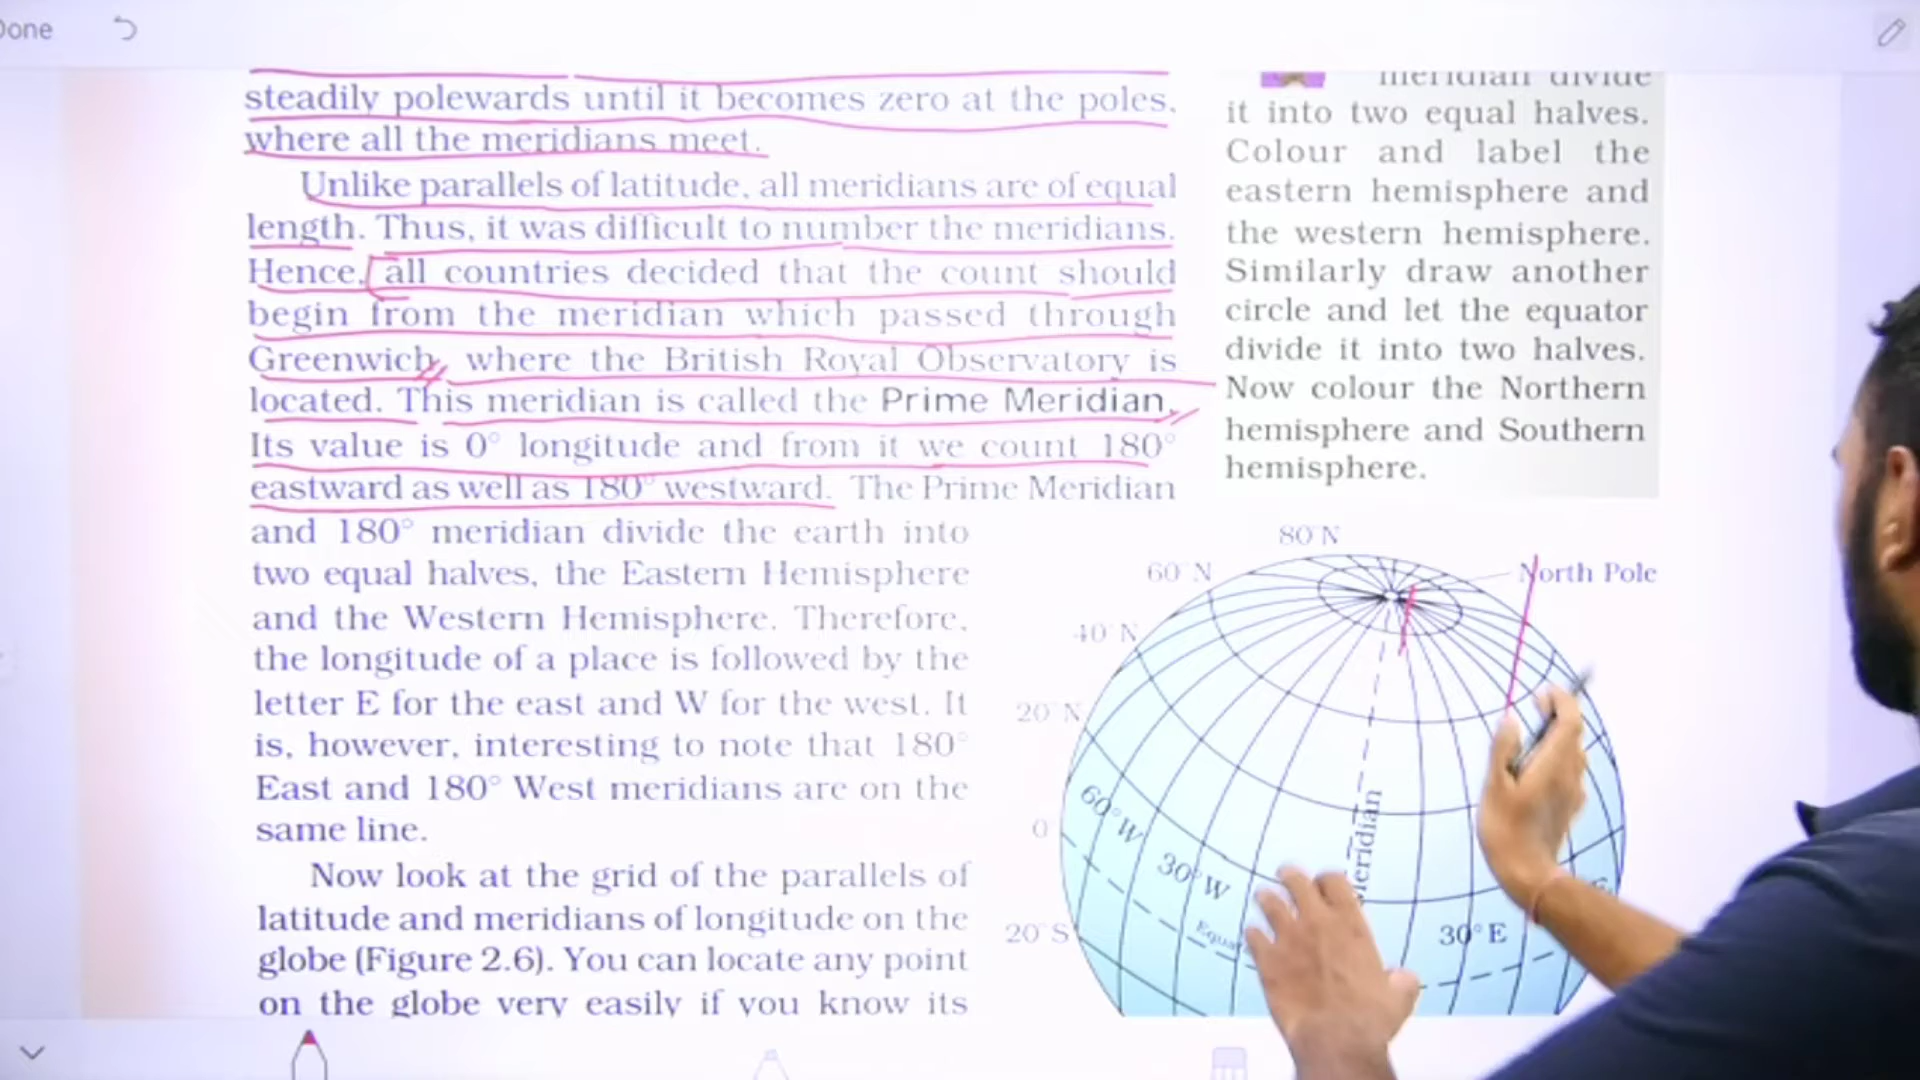 Done
steadily polewards until it becomes zero at the poles,
where all the meridians meet.
Unlike parallels of latitude, all meridians are of equal
length. Thus, it was difficult to number the meridians.
Hence, all countries decided that the count should
begin from the meridian which passed through
Greenwich, where the British Royal Observatory is
located. This meridian is called the Prime Meridian.
Its value is 0° longitude and from it we count 180°
eastward as well as 180° westward. The Prime Meridian
and 180° meridian divide the earth into
two equal halves, the Eastern Hemisphere
and the Western Hemisphere. Therefore,
the longitude of a place is followed by the
letter E for the east and W for the west. It
is, however, interesting to note that 180°
East and 180° West meridians are on the
same line.
Now look at the grid of the parallels of
latitude and meridians of longitude on the
globe (Figure 2.6). You can locate any point
on the globe very easily if you know its
meridian divide
it into two equal halves.
Colour and label the
eastern hemisphere and
the western hemisphere.
Similarly draw another
circle and let the equator
divide it into two halves.
Now colour the Northern
hemisphere and Southern
hemisphere.
80°N
North Pole
60°N
40°N
20°N
0
20°S
60°W
30°W
Meridian
30°E